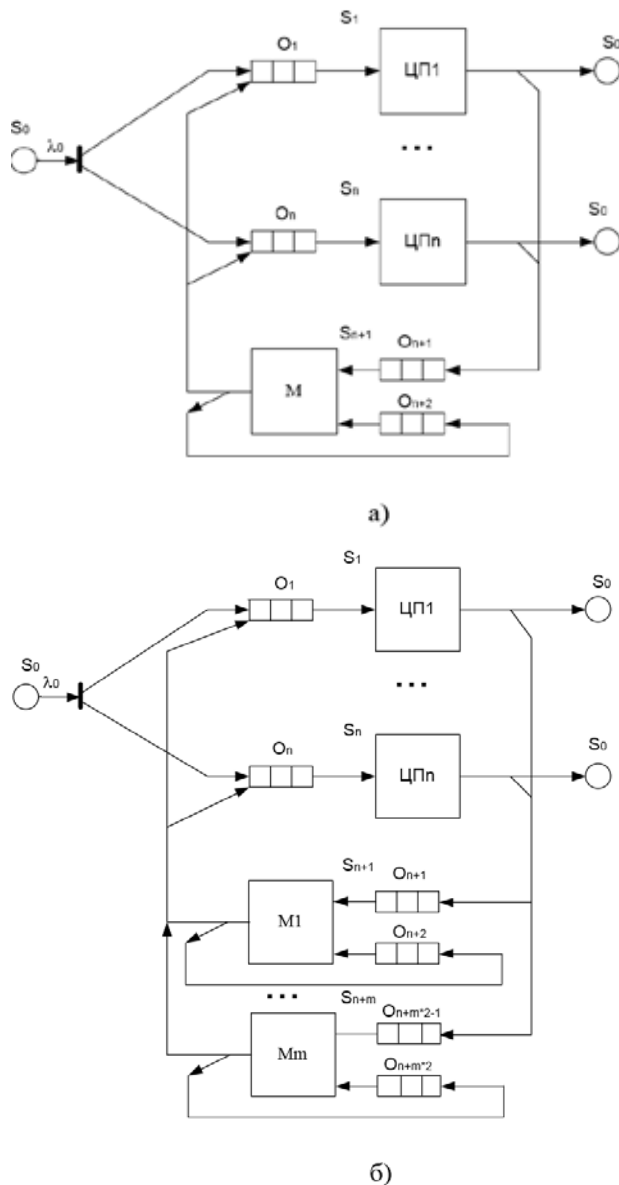 S1
O1
ЦП1
S0
S0
λ0
...
Sn
On
ЦПn
S0
Sn+1
On+1
М
On+2
а)
S1
O1
ЦП1
S0
S0
λ0
...
Sn
On
ЦПn
S0
Sn+1
On+1
М1
On+2
...
Sn+m
On+m*2-1
Мm
On+m*2
б)